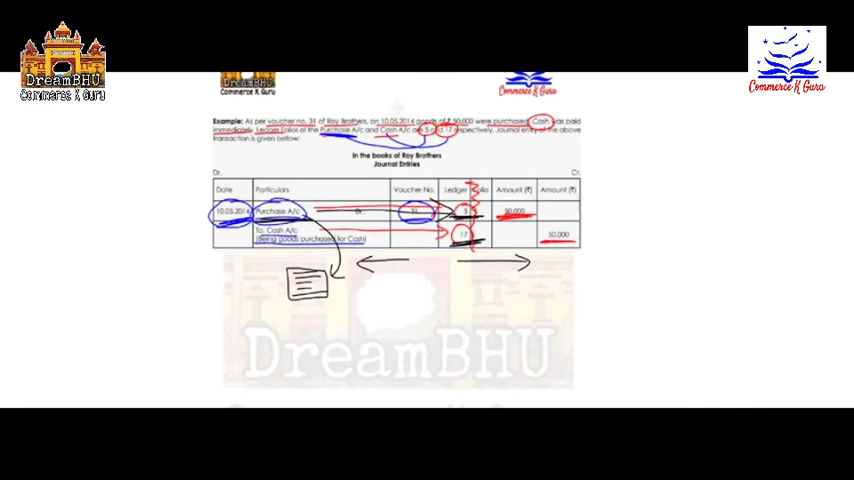 DreamBHU
Commerce K Guru
Commerce K Guru
Commerce K Guru
Commerce K Guru
Example: As per voucher no. 31 of Roy Brothers, on 10.05.2014 goods of ₹ 50,000 were purchased. Cash was paid
immediately. Ledger Folios of the Purchase A/c and Cash A/c are 5 and 17 respectively. Journal entry of the above
transaction is given below:
In the books of Roy Brothers
Journal Entries
Dr. Cr.
Date Particulars Voucher No. Ledger Folio Amount (₹) Amount (₹)
10.05.2014 Purchase A/c Dr. 31 5 50,000
To, Cash A/c 17 50,000
(Being goods purchased for Cash)
DreamBHU